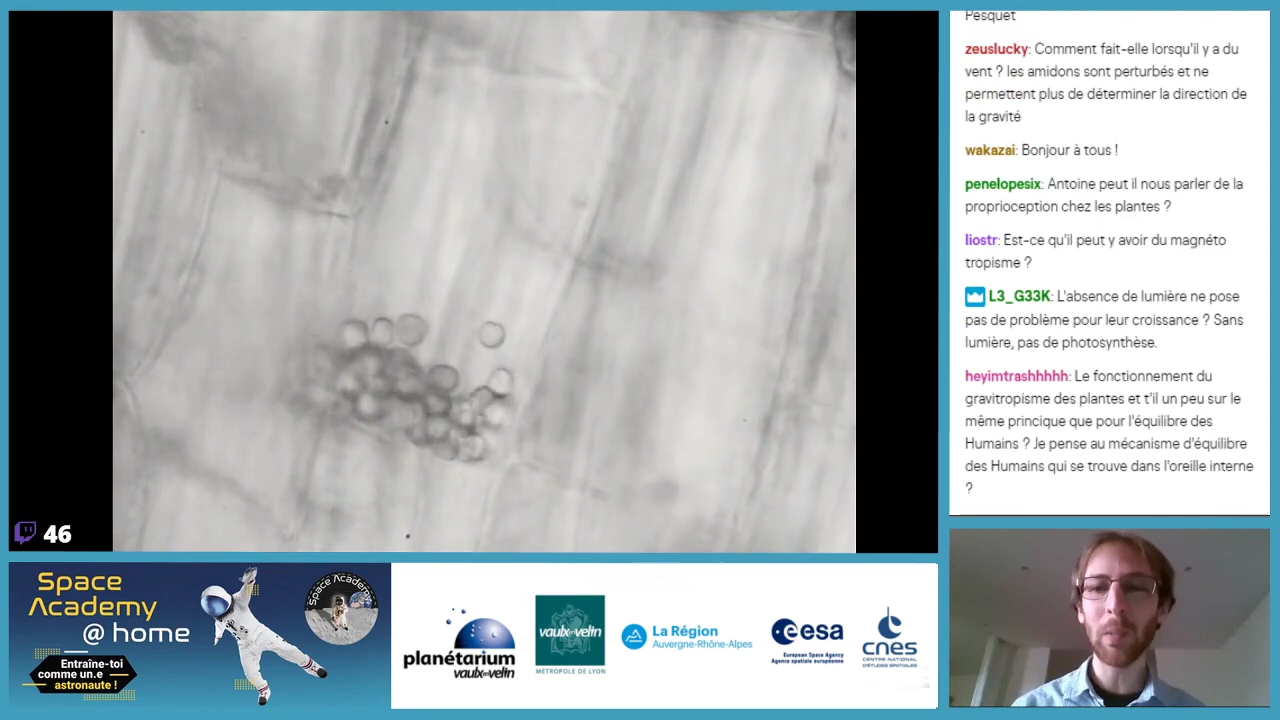 Pesquet
zeuslucky: Comment fait-elle lorsqu'il y a du
vent ? les amidons sont perturbés et ne
permettent plus de déterminer la direction de
la gravité
wakazai: Bonjour à tous !
penelopesix: Antoine peut il nous parler de la
proprioception chez les plantes ?
liostr: Est-ce qu'il peut y avoir du magnéto
tropisme ?
L3_G33K: L'absence de lumière ne pose
pas de problème pour leur croissance ? Sans
lumière, pas de photosynthèse.
heyimtrashhhhh: Le fonctionnement du
gravitropisme des plantes et t'il un peu sur le
même principe que pour l'équilibre des
Humains ? Je pense au mécanisme d'équilibre
des Humains qui se trouve dans l'oreille interne
?
46
Space
Academy
@ home
Entraîne-toi
comme un.e
astronaute !
Space Academy
planétarium
vaulx-en-velin
vaulx-en-velin
MÉTROPOLE DE LYON
La Région
Auvergne-Rhône-Alpes
esa
European Space Agency
Agence spatiale européenne
cnes
CENTRE NATIONAL
D'ÉTUDES SPATIALES